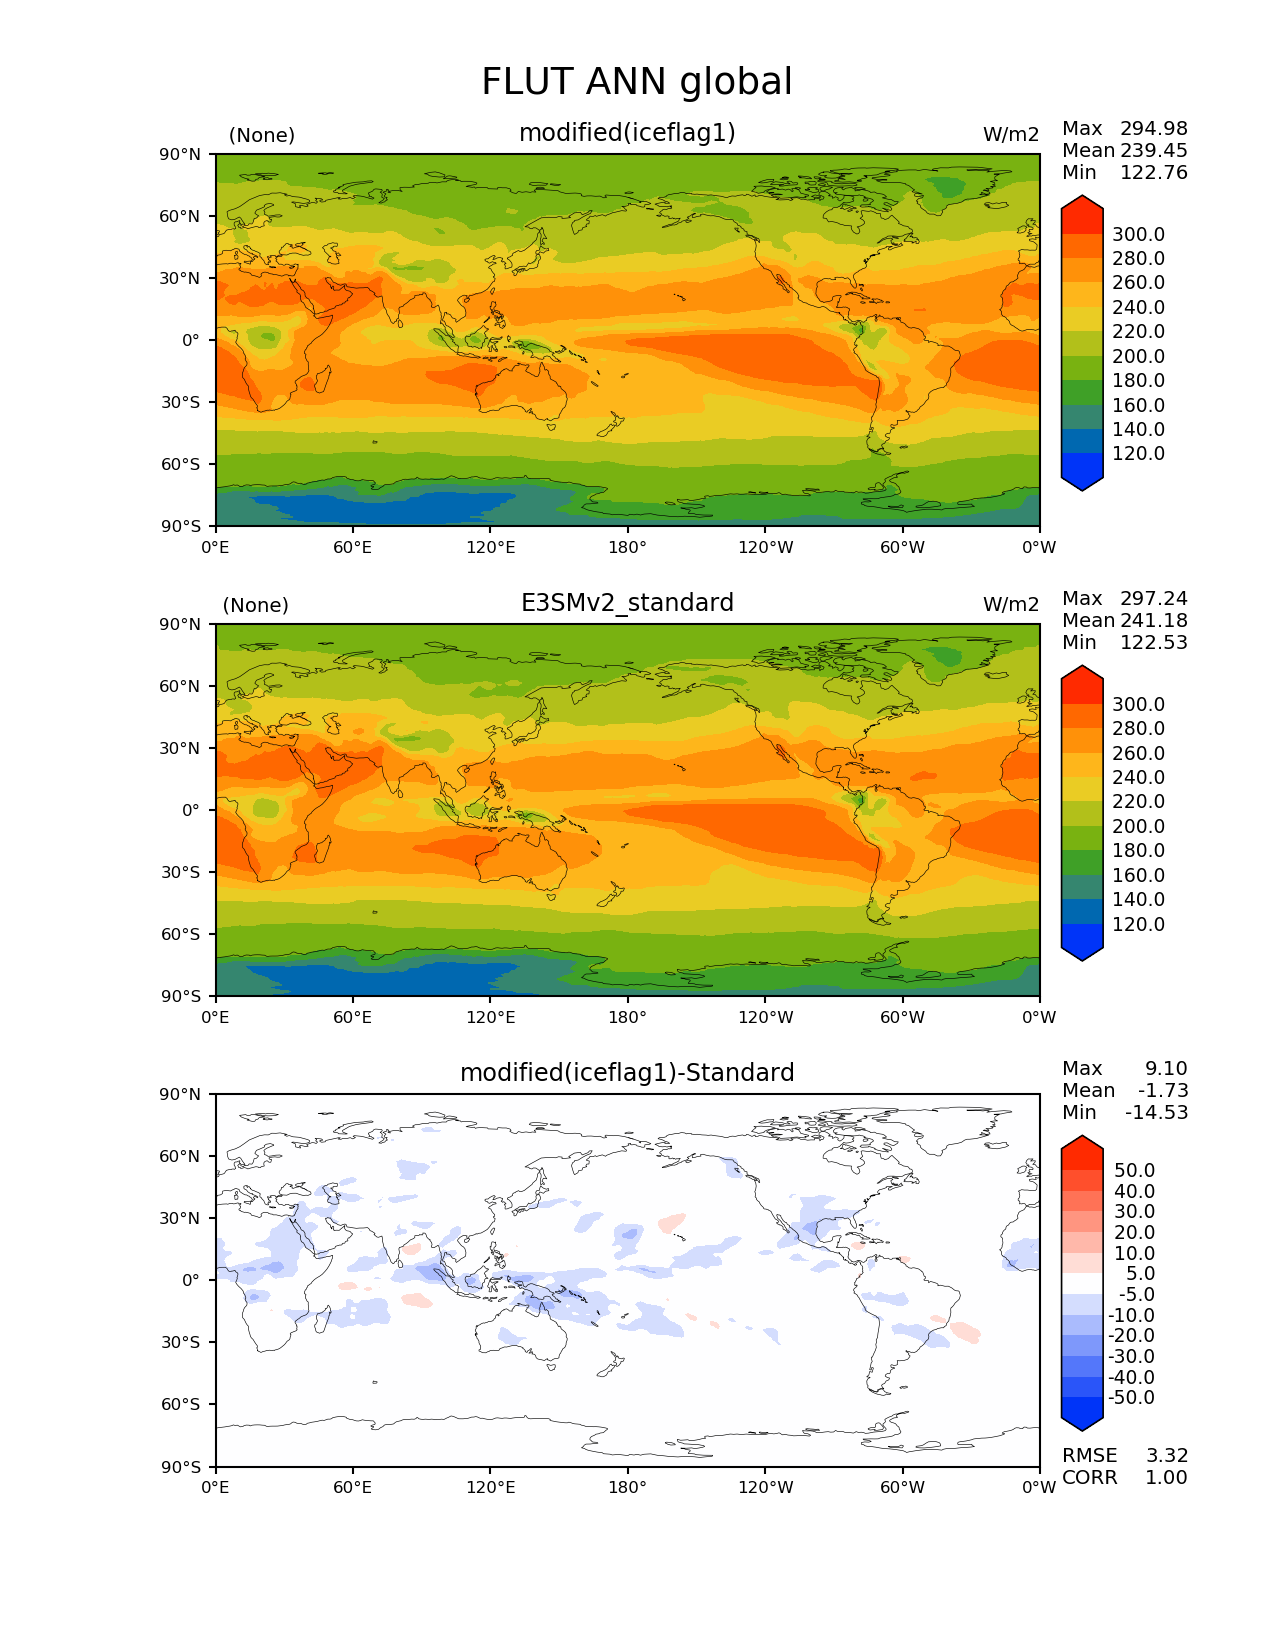 FLUT ANN global
(None) modified(iceflag1) W/m2
Max 294.98
Mean 239.45
Min 122.76
90°N
60°N
30°N
0°
30°S
60°S
90°S
0°E 60°E 120°E 180° 120°W 60°W 0°W
300.0
280.0
260.0
240.0
220.0
200.0
180.0
160.0
140.0
120.0
(None) E3SMv2_standard W/m2
Max 297.24
Mean 241.18
Min 122.53
90°N
60°N
30°N
0°
30°S
60°S
90°S
0°E 60°E 120°E 180° 120°W 60°W 0°W
300.0
280.0
260.0
240.0
220.0
200.0
180.0
160.0
140.0
120.0
modified(iceflag1)-Standard
Max 9.10
Mean -1.73
Min -14.53
90°N
60°N
30°N
0°
30°S
60°S
90°S
0°E 60°E 120°E 180° 120°W 60°W 0°W
50.0
40.0
30.0
20.0
10.0
5.0
-5.0
-10.0
-20.0
-30.0
-40.0
-50.0
RMSE 3.32
CORR 1.00